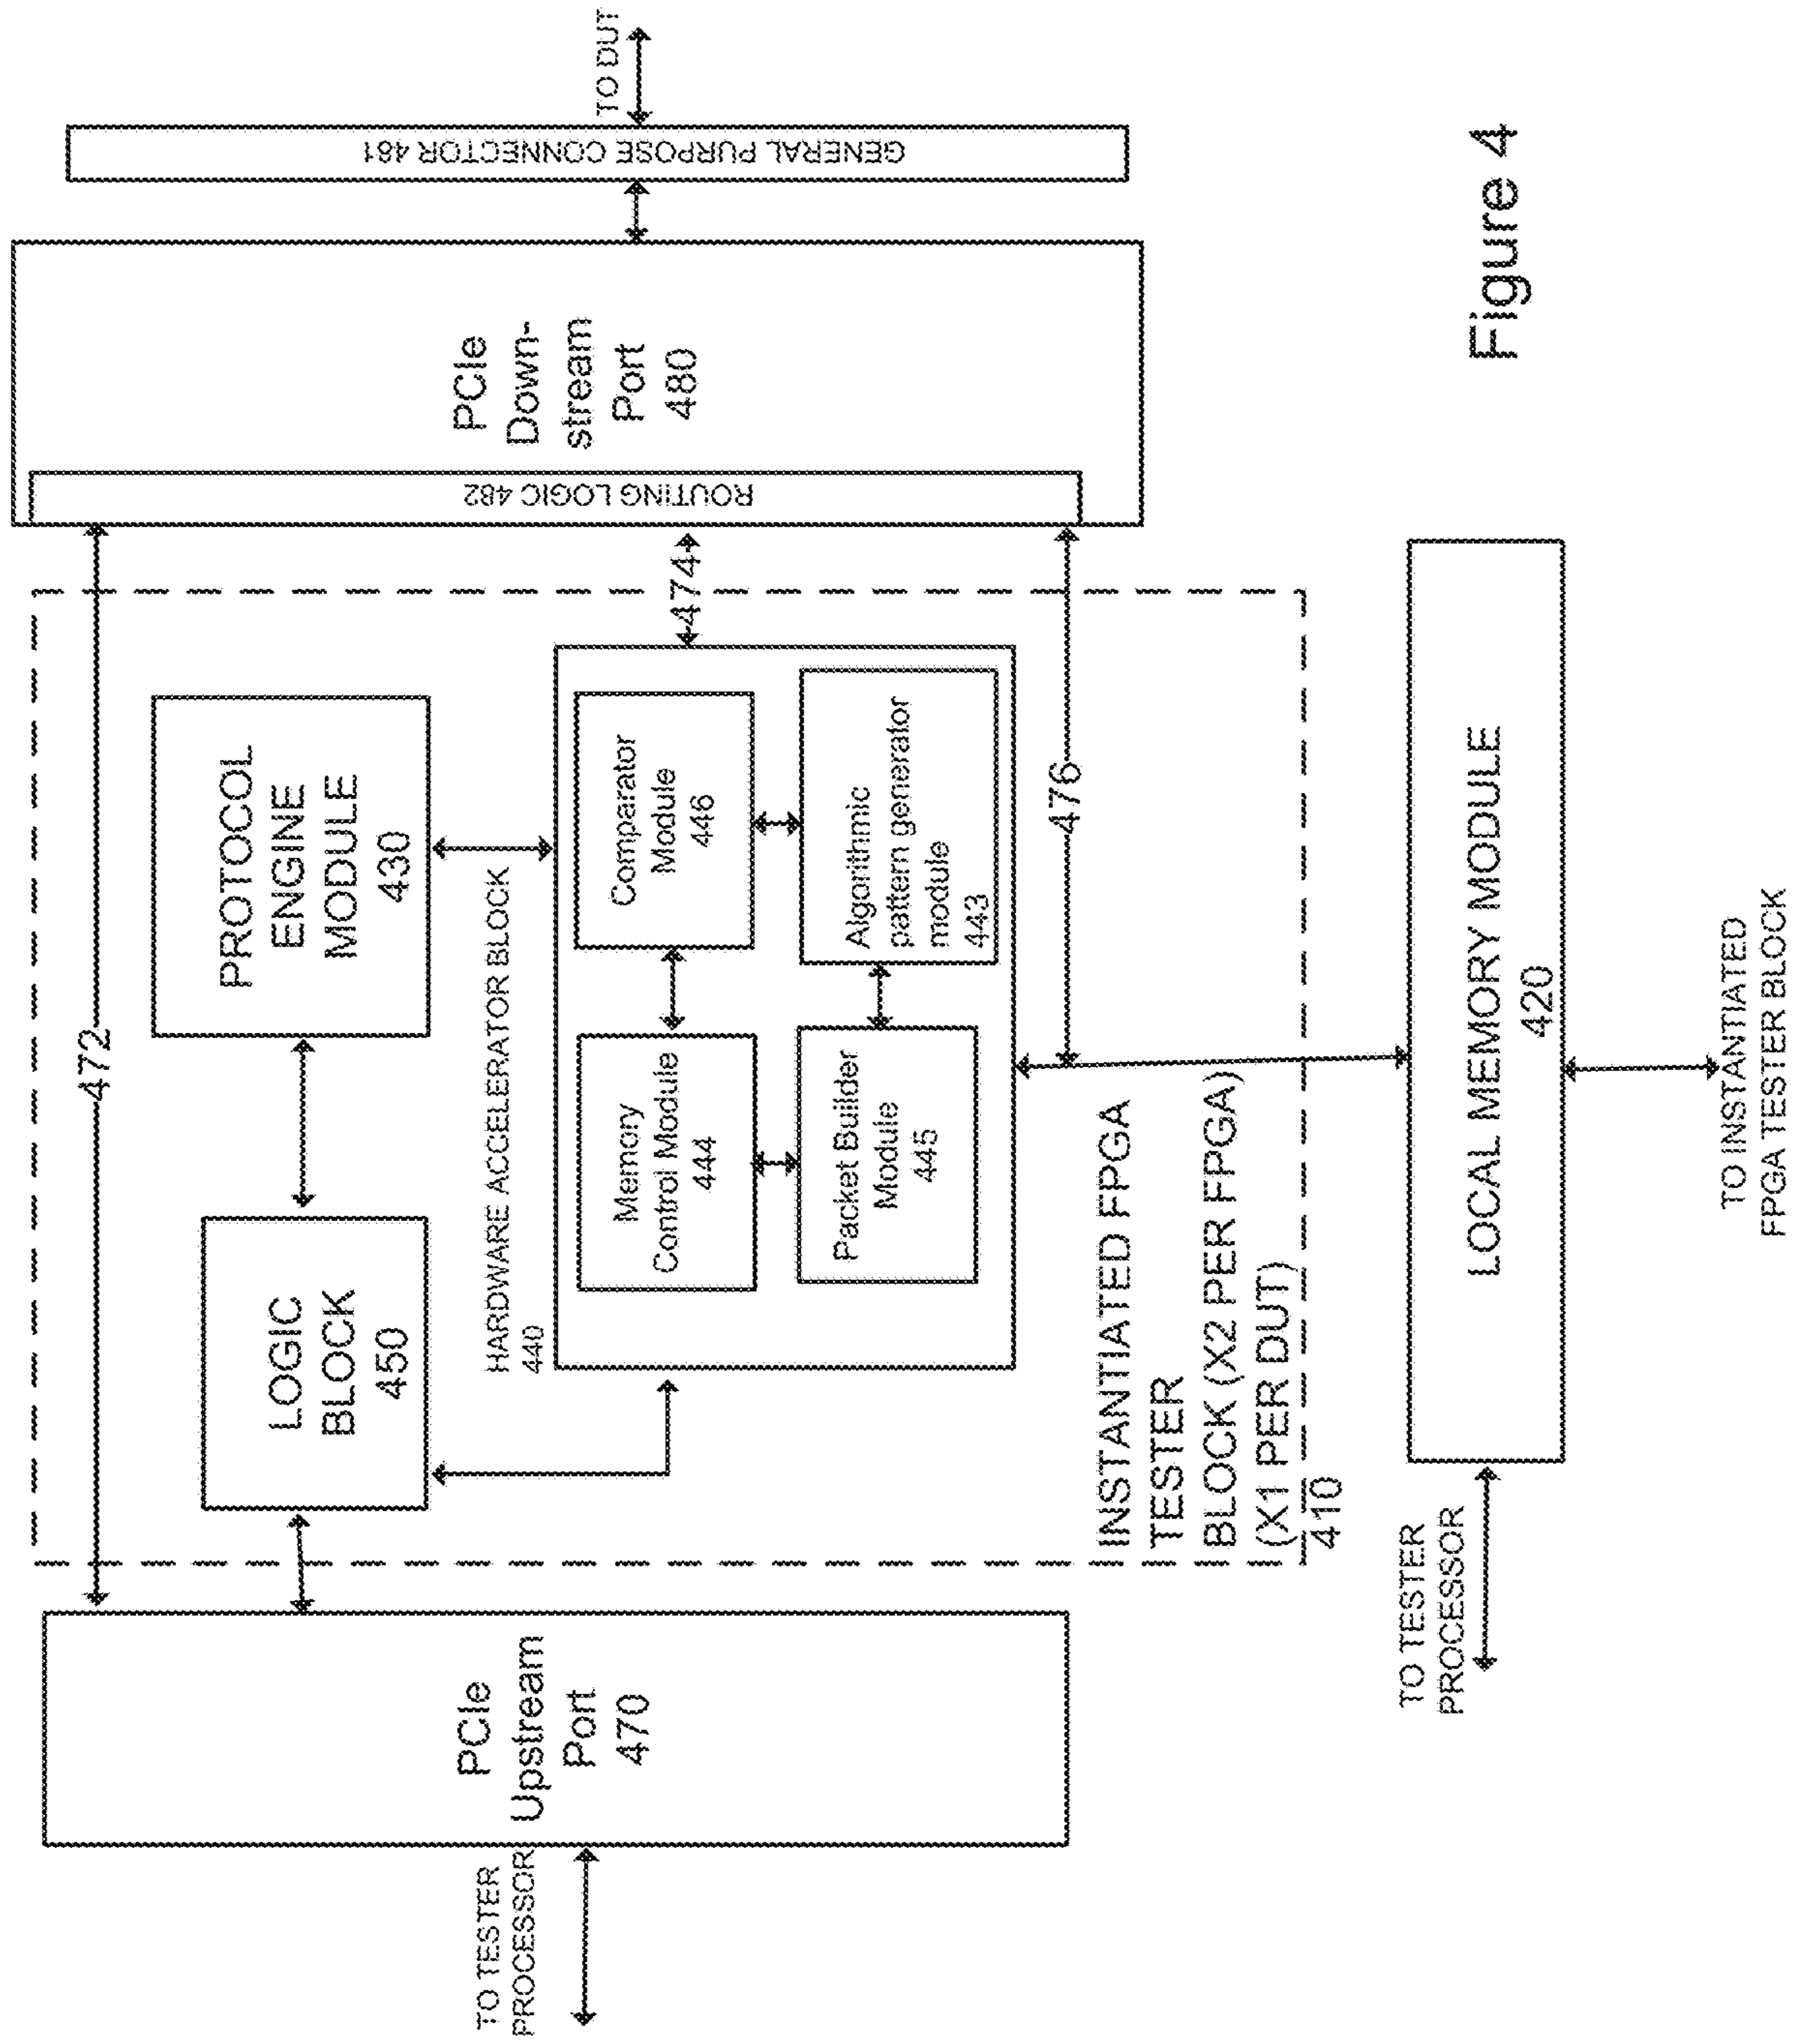 TO TESTER
PROCESSOR
PCIe
Upstream
Port
470
472
LOGIC
BLOCK
450
PROTOCOL
ENGINE
MODULE
430
HARDWARE ACCELERATOR BLOCK
440
Memory
Control Module
444
Comparator
Module
446
Packet Builder
Module
445
Algorithmic
pattern generator
module
443
474
476
INSTANTIATED FPGA
TESTER
BLOCK (X2 PER FPGA)
(X1 PER DUT)
410
ROUTING LOGIC 482
PCIe
Down-
stream
Port
480
GENERAL PURPOSE CONNECTOR 481
TO DUT
TO TESTER
PROCESSOR
LOCAL MEMORY MODULE
420
TO INSTANTIATED
FPGA TESTER BLOCK
Figure 4